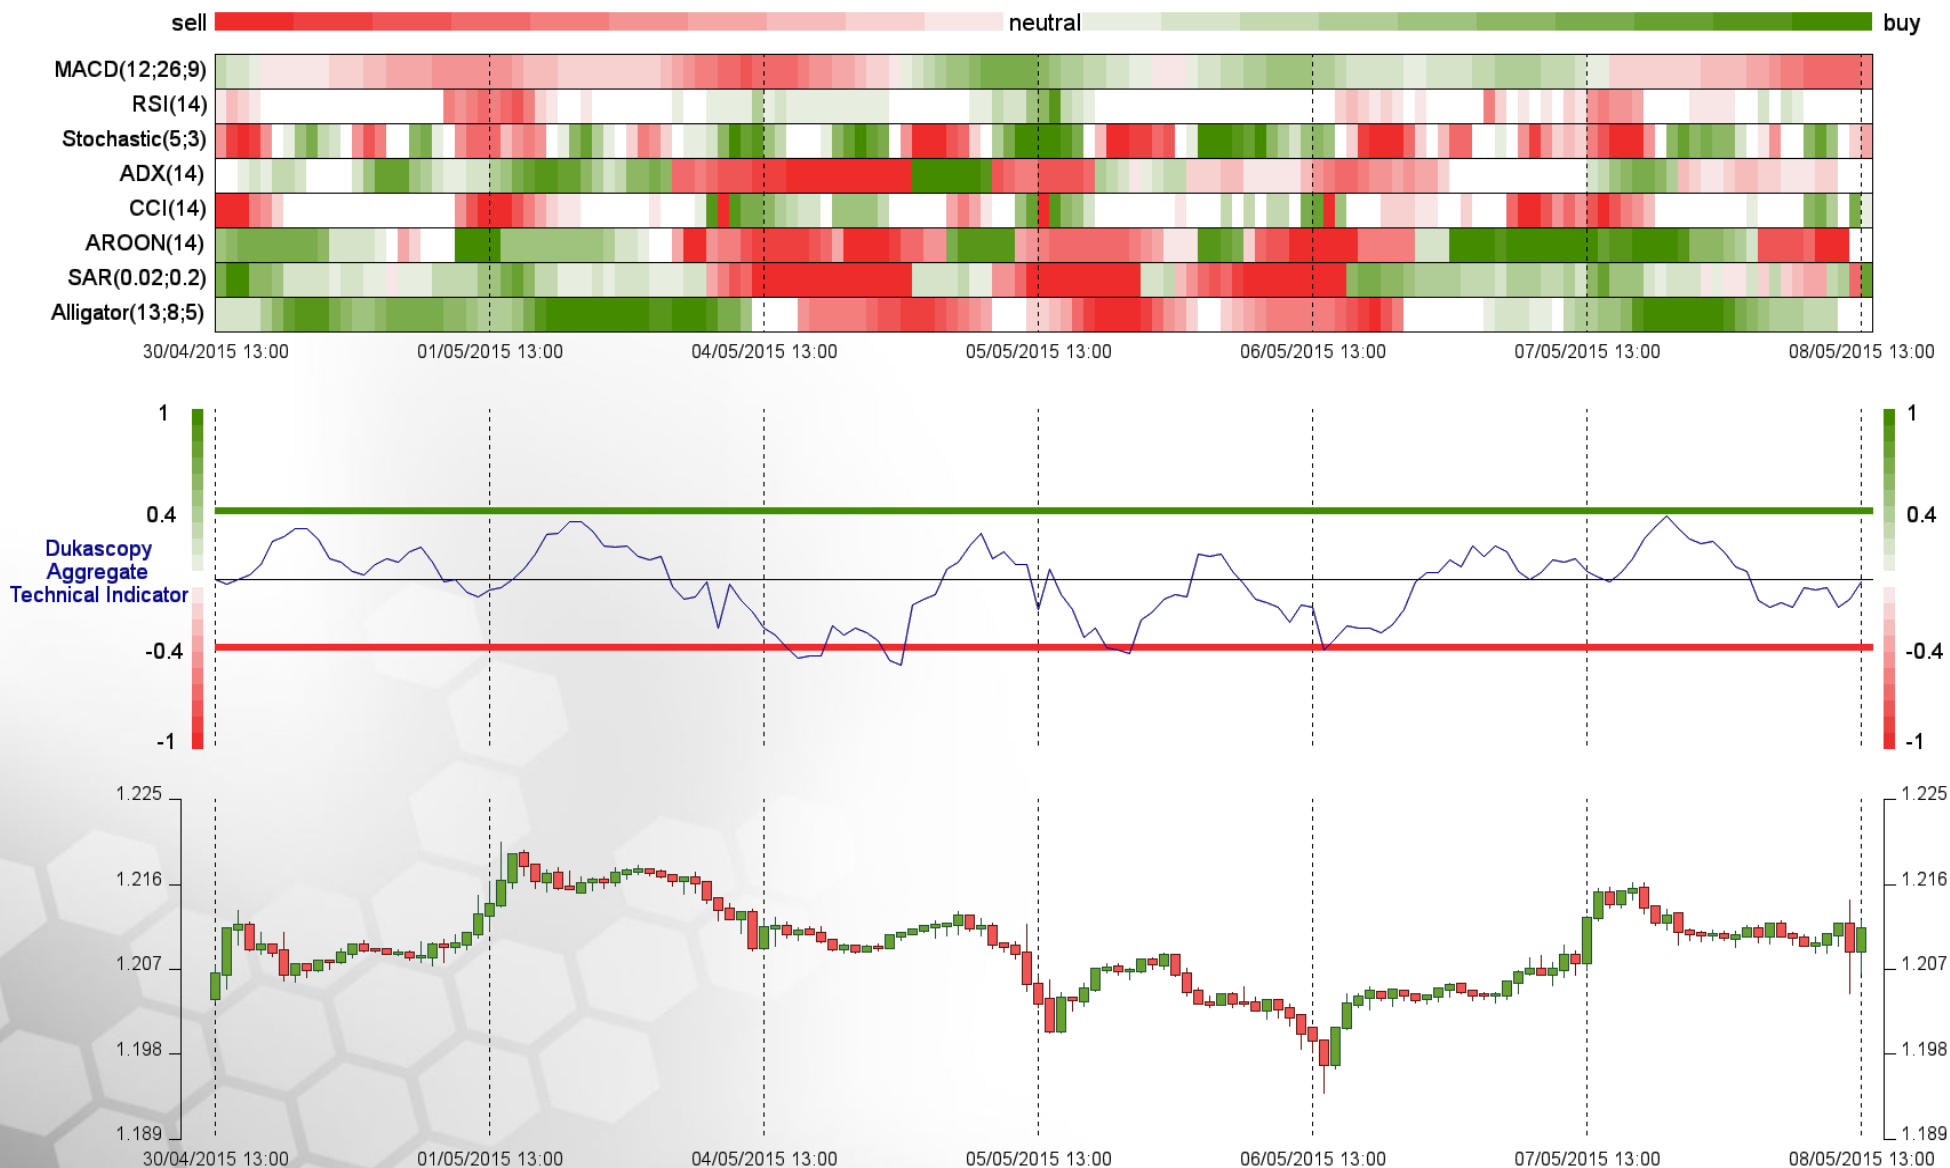 sell neutral buy
MACD(12;26;9)
RSI(14)
Stochastic(5;3)
ADX(14)
CCI(14)
AROON(14)
SAR(0.02;0.2)
Alligator(13;8;5)
30/04/2015 13:00 01/05/2015 13:00 04/05/2015 13:00 05/05/2015 13:00 06/05/2015 13:00 07/05/2015 13:00 08/05/2015 13:00
1 1
0.4 0.4
Dukascopy
Aggregate
Technical Indicator
-0.4 -0.4
-1 -1
1.225 1.225
1.216 1.216
1.207 1.207
1.198 1.198
1.189 1.189
30/04/2015 13:00 01/05/2015 13:00 04/05/2015 13:00 05/05/2015 13:00 06/05/2015 13:00 07/05/2015 13:00 08/05/2015 13:00